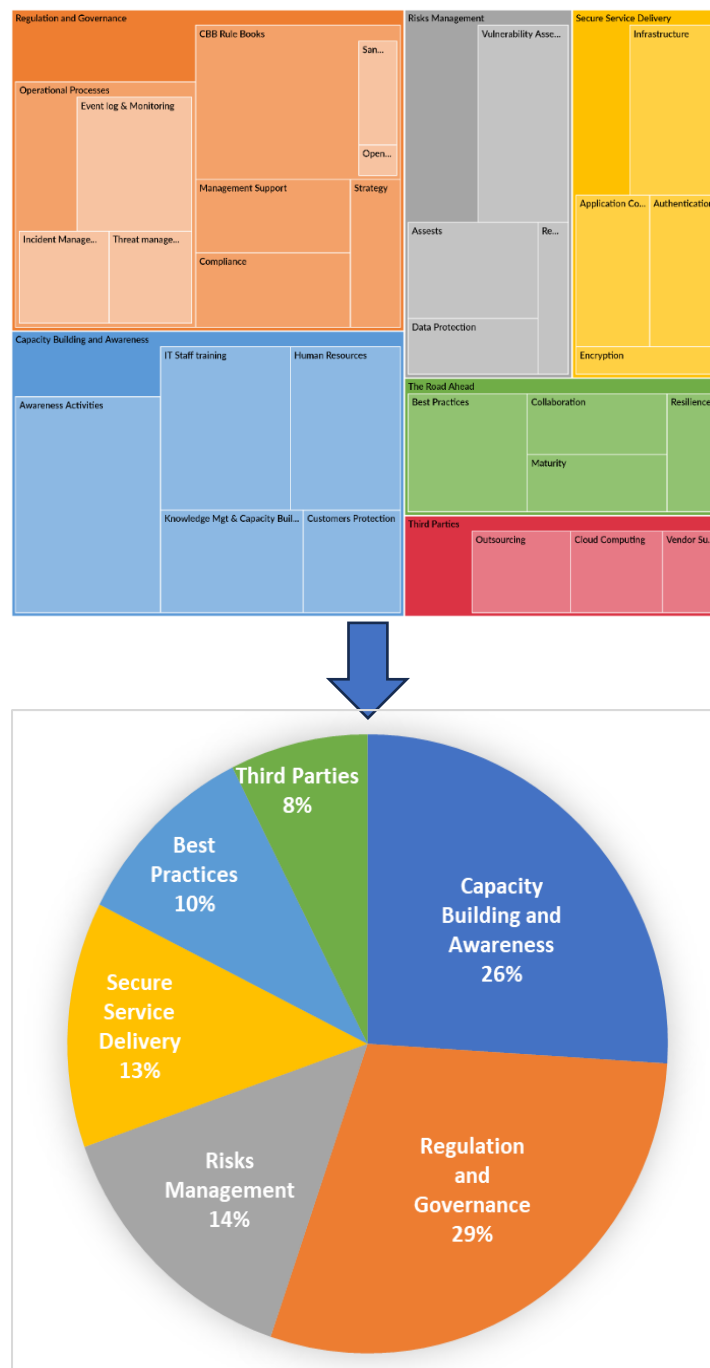 Regulation and Governance
CBB Rule Books
San...
Open...
Operational Processes
Event log & Monitoring
Incident Manage...
Threat manage...
Management Support
Strategy
Compliance
Risks Management
Vulnerability Asse...
Assests
Re...
Data Protection
Secure Service Delivery
Infrastructure
Application Co...
Authentication
Encryption
Capacity Building and Awareness
IT Staff training
Human Resources
Awareness Activities
Knowledge Mgt & Capacity Buil...
Customers Protection
The Road Ahead
Best Practices
Collaboration
Resilience
Maturity
Third Parties
Outsourcing
Cloud Computing
Vendor Su...
Third Parties
8%
Best
Practices
10%
Capacity
Building and
Awareness
26%
Secure
Service
Delivery
13%
Risks
Management
14%
Regulation
and
Governance
29%